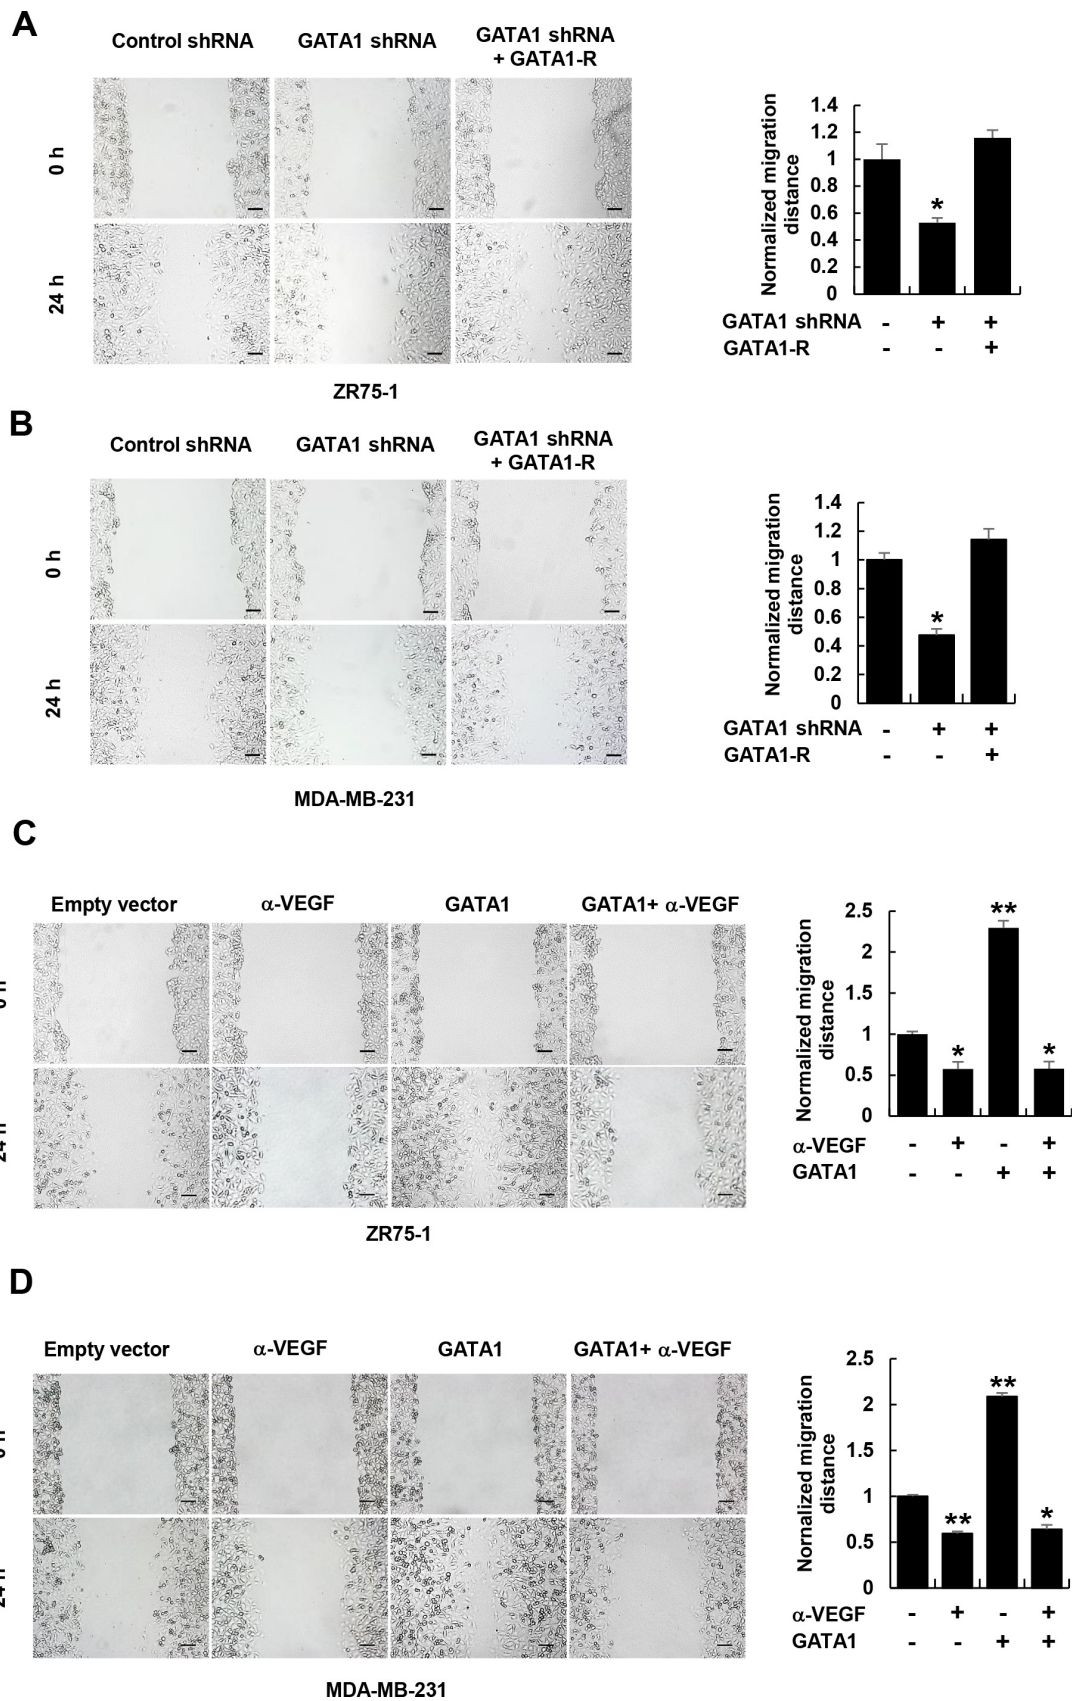 A
Control shRNA
GATA1 shRNA
GATA1 shRNA
+ GATA1-R
0 h
24 h
ZR75-1
Normalized migration
distance
1.4
1.2
1
0.8
0.6
0.4
0.2
0
*
GATA1 shRNA - + +
GATA1-R - - +
B
Control shRNA
GATA1 shRNA
GATA1 shRNA
+ GATA1-R
0 h
24 h
MDA-MB-231
Normalized migration
distance
1.4
1.2
1
0.8
0.6
0.4
0.2
0
*
GATA1 shRNA - + +
GATA1-R - - +
C
Empty vector
α-VEGF
GATA1
GATA1+ α-VEGF
0 h
24 h
ZR75-1
Normalized migration
distance
2.5
2
1.5
1
0.5
0
*
**
*
α-VEGF - + - +
GATA1 - - + +
D
Empty vector
α-VEGF
GATA1
GATA1+ α-VEGF
0 h
24 h
MDA-MB-231
Normalized migration
distance
2.5
2
1.5
1
0.5
0
**
**
*
α-VEGF - + - +
GATA1 - - + +